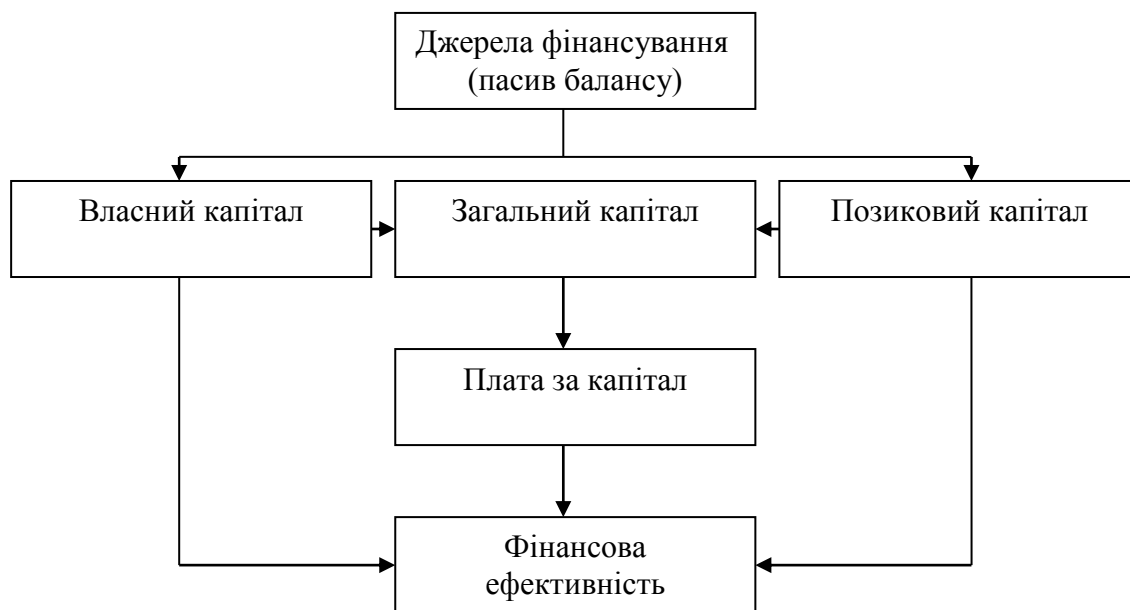 Джерела фінансування
(пасив балансу)
Власний капітал
Загальний капітал
Позиковий капітал
Плата за капітал
Фінансова
ефективність